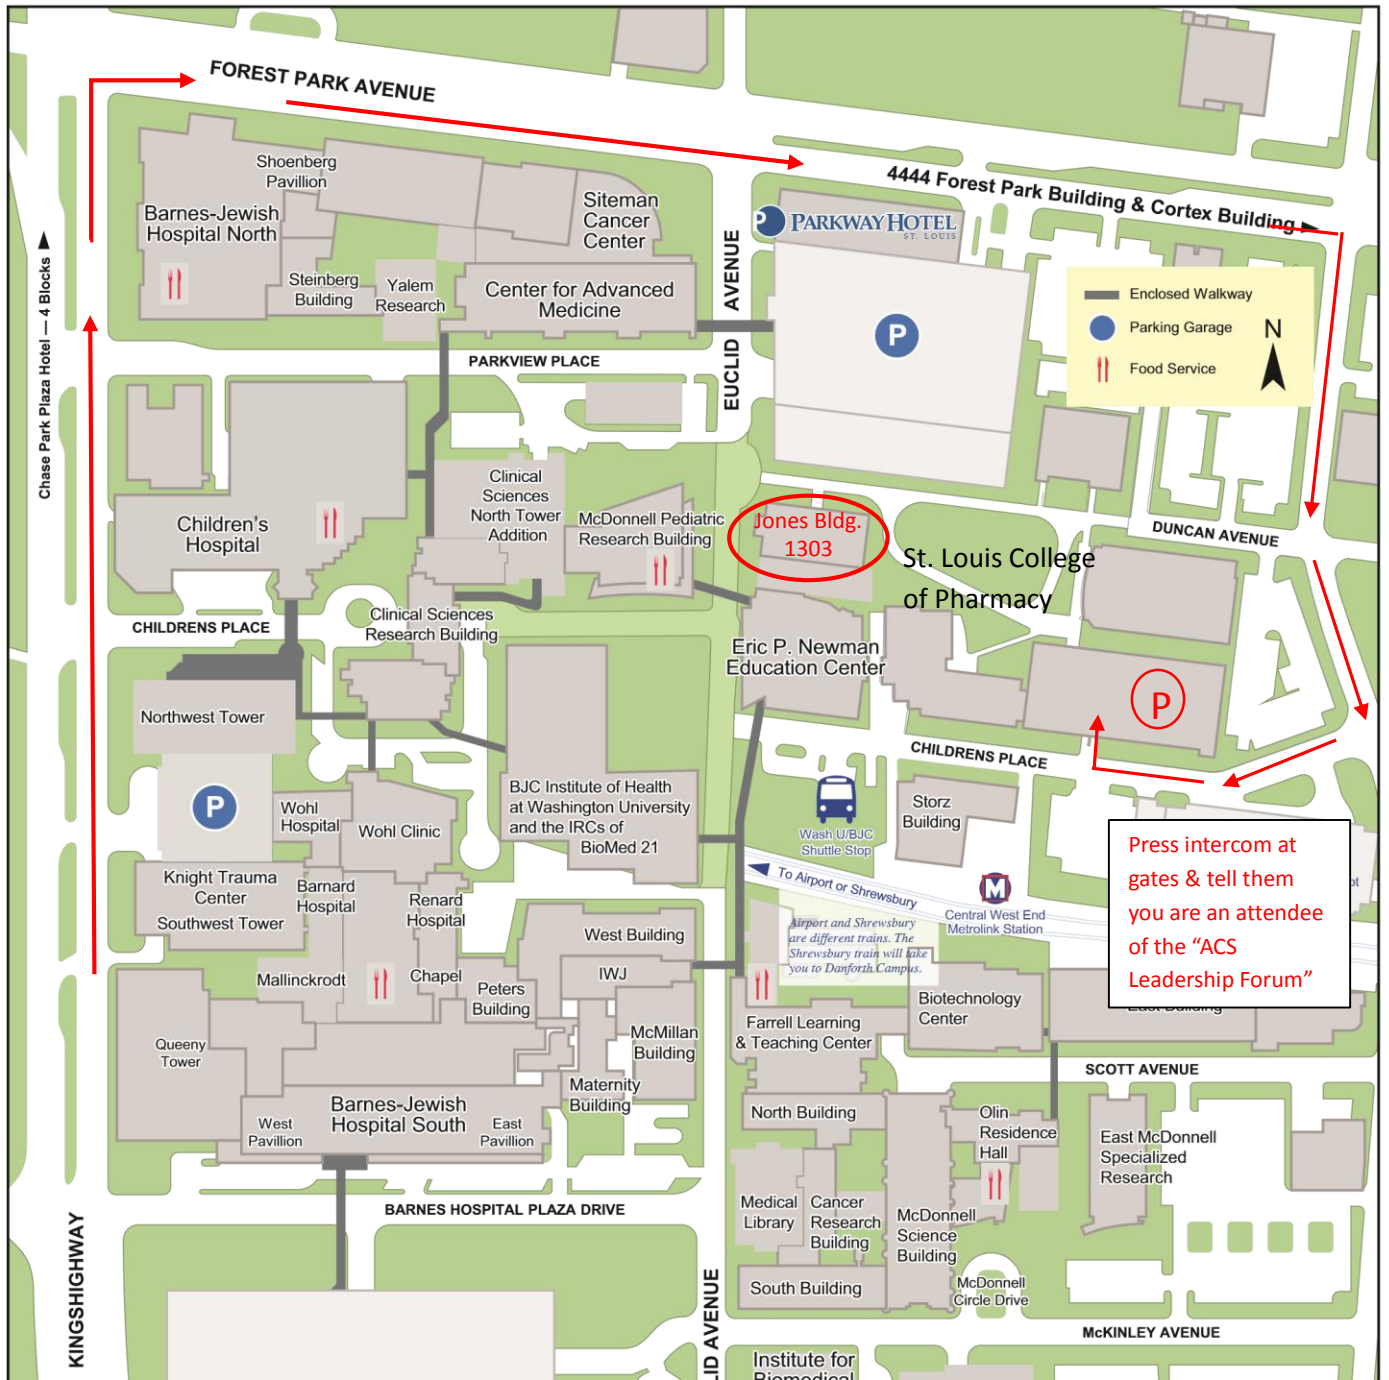 FOREST PARK AVENUE
Shoenberg
Pavillion
Barnes-Jewish
Hospital North
Siteman
Cancer
Center
Steinberg
Building
Yalem
Research
Center for Advanced
Medicine
4444 Forest Park Building & Cortex Building
P PARKWAY HOTEL
ST. LOUIS
EUCLID AVENUE
P
Enclosed Walkway
P Parking Garage
Food Service
N
Chase Park Plaza Hotel — 4 Blocks
PARKVIEW PLACE
Clinical
Sciences
North Tower
Addition
McDonnell Pediatric
Research Building
Children's
Hospital
Jones Bldg.
1303
St. Louis College
of Pharmacy
DUNCAN AVENUE
CHILDRENS PLACE
Clinical Sciences
Research Building
Eric P. Newman
Education Center
P
Northwest Tower
CHILDRENS PLACE
P
Wohl
Hospital
Wohl Clinic
BJC Institute of Health
at Washington University
and the IRCs of
BioMed 21
Wash U/BJC
Shuttle Stop
Storz
Building
Knight Trauma
Center
Southwest Tower
Barnard
Hospital
Renard
Hospital
To Airport or Shrewsbury
M
Central West End
Metrolink Station
Press intercom at
gates & tell them
you are an attendee
of the “ACS
Leadership Forum”
Airport and Shrewsbury
are different trains. The
Shrewsbury train will take
you to Danforth Campus.
West Building
IWJ
Mallinckrodt
Chapel
Peters
Building
McMillan
Building
Queeny
Tower
Maternity
Building
Farrell Learning
& Teaching Center
Biotechnology
Center
East Building
SCOTT AVENUE
Barnes-Jewish
Hospital South
West
Pavillion
East
Pavillion
North Building
Olin
Residence
Hall
East McDonnell
Specialized
Research
BARNES HOSPITAL PLAZA DRIVE
Medical
Library
Cancer
Research
Building
McDonnell
Science
Building
South Building
McDonnell
Circle Drive
KINGSHIGHWAY
McKINLEY AVENUE
LID AVENUE
Institute for
Biomedical